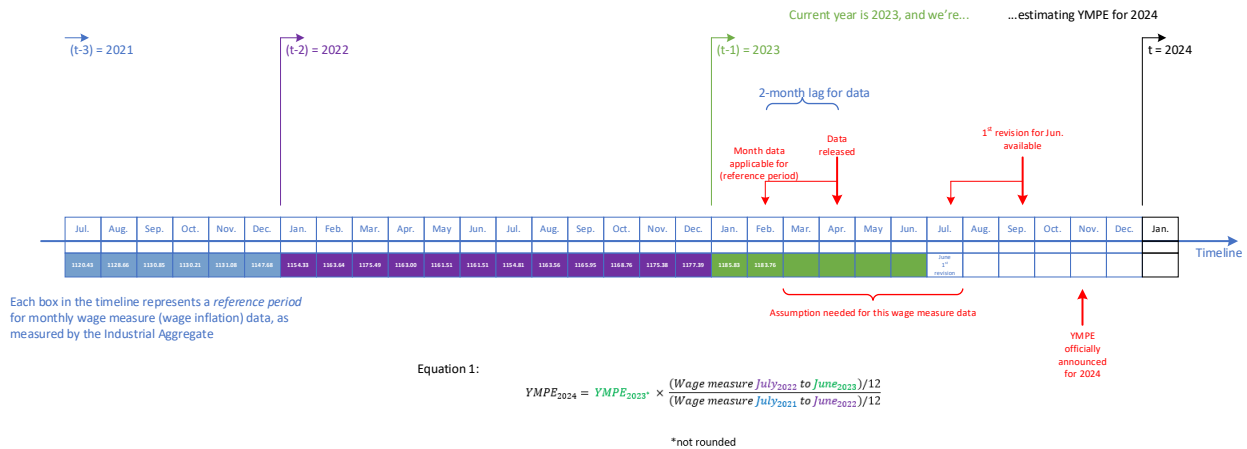 Current year is 2023, and we're... ...estimating YMPE for 2024
(t-3) = 2021 (t-2) = 2022 (t-1) = 2023 t = 2024
2-month lag for data
Month data
applicable for
(reference period)
Data
released
1st revision for Jun.
available
Jul. Aug. Sep. Oct. Nov. Dec. Jan. Feb. Mar. Apr. May Jun. Jul. Aug. Sep. Oct. Nov. Dec. Jan. Feb. Mar. Apr. May Jun. Jul. Aug. Sep. Oct. Nov. Dec. Jan.
Timeline
1120.43 1128.66 1130.85 1130.21 1131.08 1147.68 1154.33 1163.64 1175.49 1163.00 1161.51 1161.51 1154.81 1163.56 1165.95 1168.76 1175.38 1177.39 1185.83 1183.76
June
1st
revision
Each box in the timeline represents a reference period
for monthly wage measure (wage inflation) data, as
measured by the Industrial Aggregate
Assumption needed for this wage measure data
YMPE
officially
announced
for 2024
Equation 1:
YMPE2024 = YMPE2023* × (Wage measure July2022 to June2023)/12
(Wage measure July2021 to June2022)/12
*not rounded